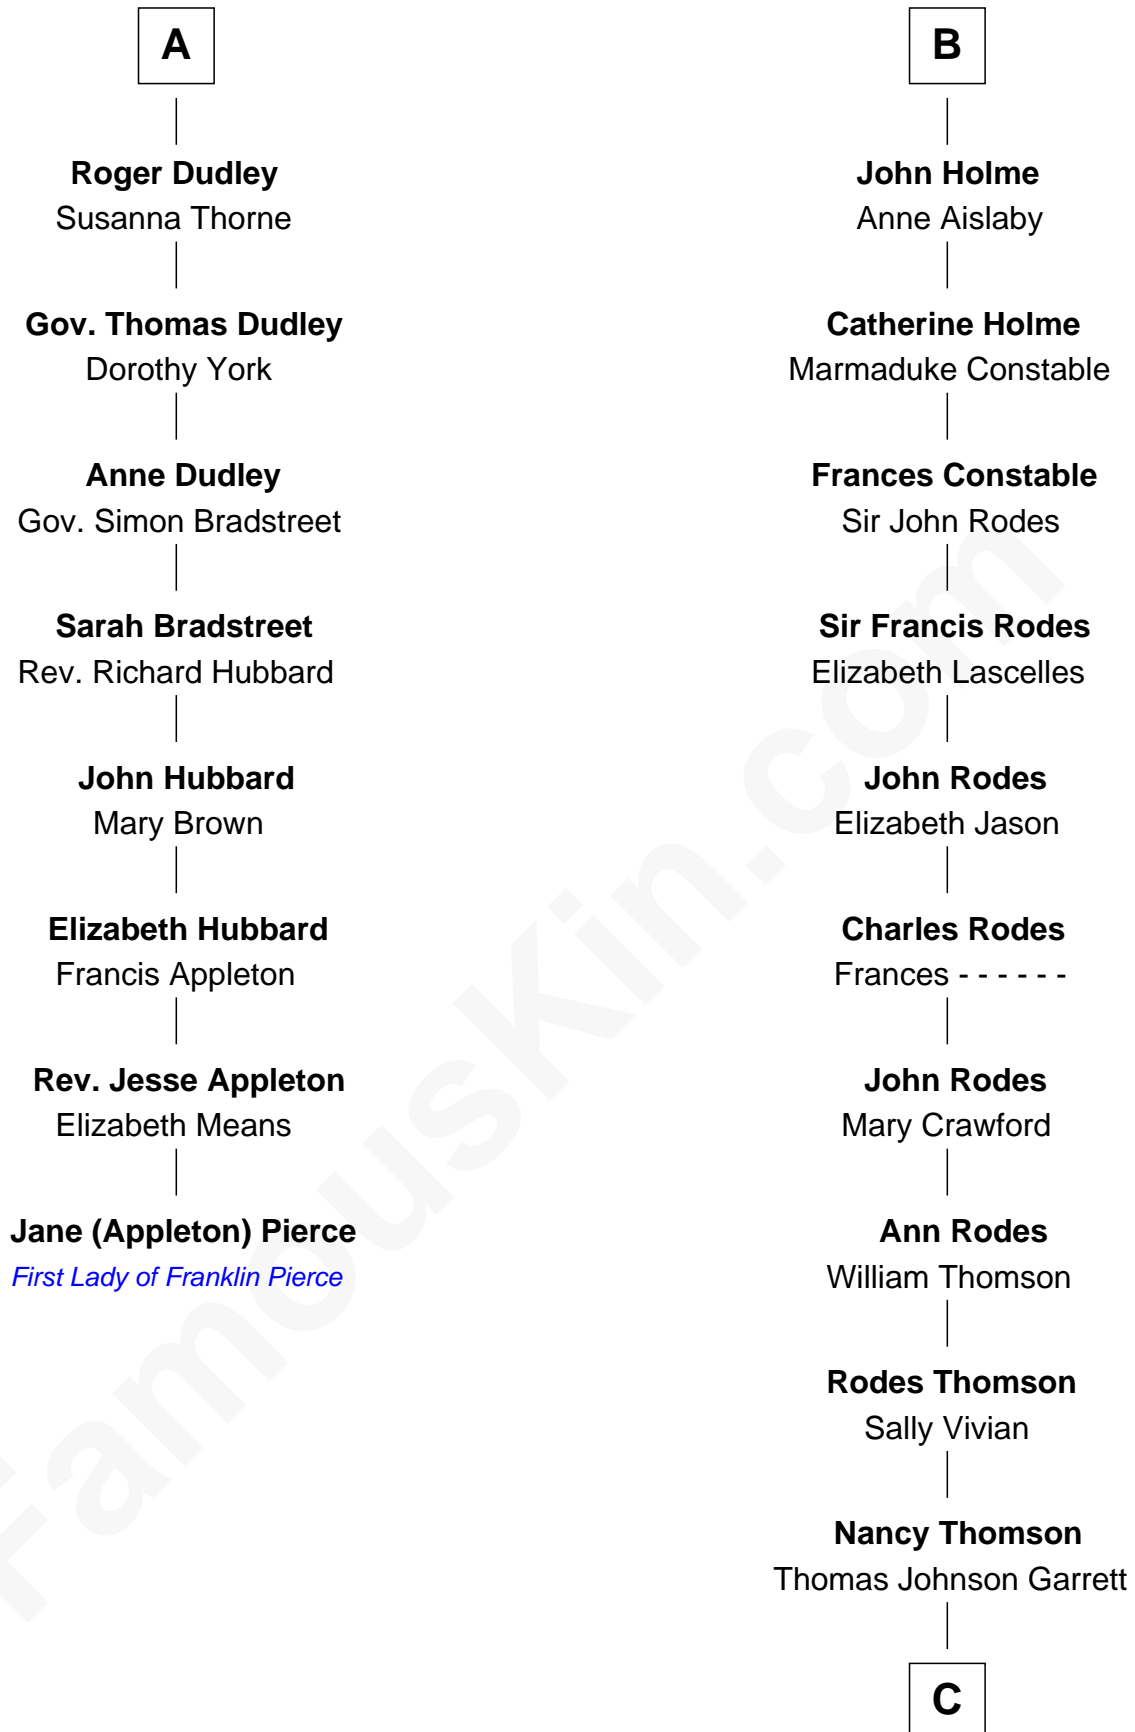 A
Roger Dudley
Susanna Thorne
Gov. Thomas Dudley
Dorothy York
Anne Dudley
Gov. Simon Bradstreet
Sarah Bradstreet
Rev. Richard Hubbard
John Hubbard
Mary Brown
Elizabeth Hubbard
Francis Appleton
Rev. Jesse Appleton
Elizabeth Means
Jane (Appleton) Pierce
First Lady of Franklin Pierce
B
John Holme
Anne Aislaby
Catherine Holme
Marmaduke Constable
Frances Constable
Sir John Rodes
Sir Francis Rodes
Elizabeth Lascelles
John Rodes
Elizabeth Jason
Charles Rodes
Frances - - - - - -
John Rodes
Mary Crawford
Ann Rodes
William Thomson
Rodes Thomson
Sally Vivian
Nancy Thomson
Thomas Johnson Garrett
C
FamousKin.com